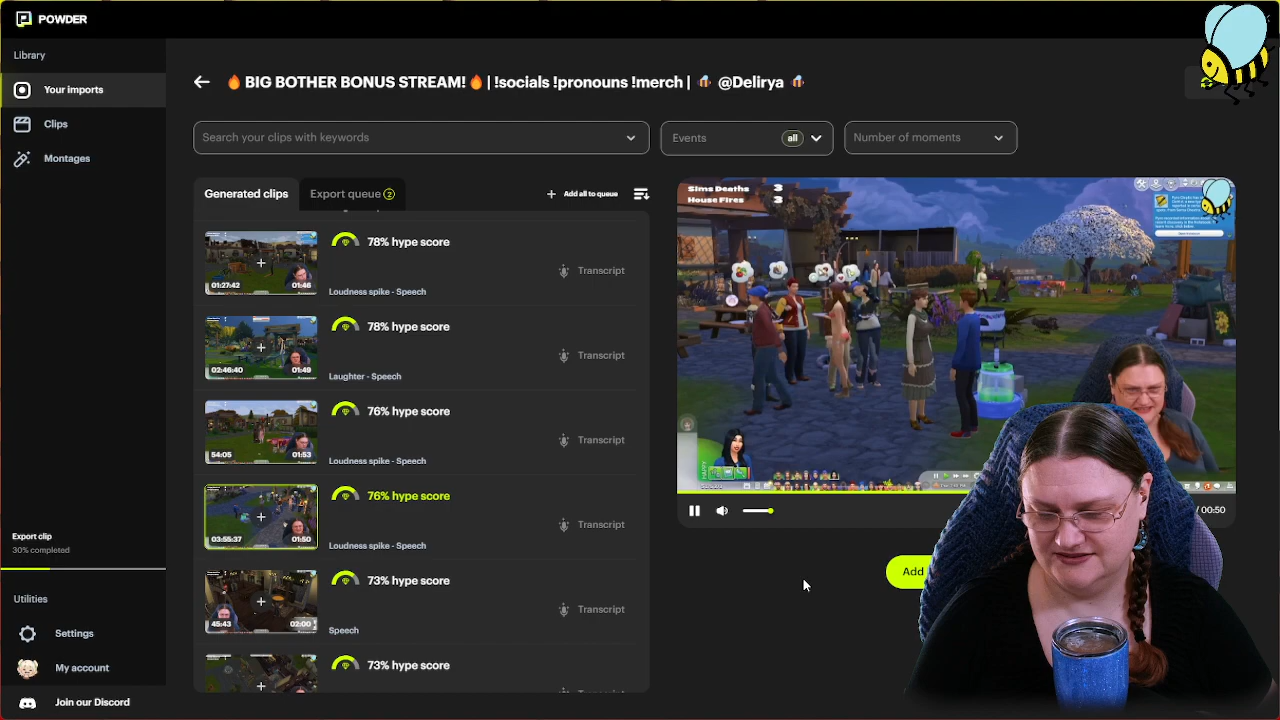 POWDER
Library
Your imports
Clips
Montages
🔥 BIG BOTHER BONUS STREAM! 🔥 | !socials !pronouns !merch | 🐝 @Delirya 🐝
Search your clips with keywords
Events
all
Number of moments
Generated clips
Export queue 2
+ Add all to queue
78% hype score
Transcript
01:27:42
01:46
Loudness spike - Speech
78% hype score
Transcript
02:46:40
01:49
Laughter - Speech
76% hype score
Transcript
54:05
01:53
Loudness spike - Speech
76% hype score
Transcript
03:55:37
01:50
Loudness spike - Speech
73% hype score
Transcript
45:43
02:00
Speech
73% hype score
Sims Deaths 3
House Fires 3
/ 00:50
Add
Export clip
30% completed
Utilities
Settings
My account
Join our Discord